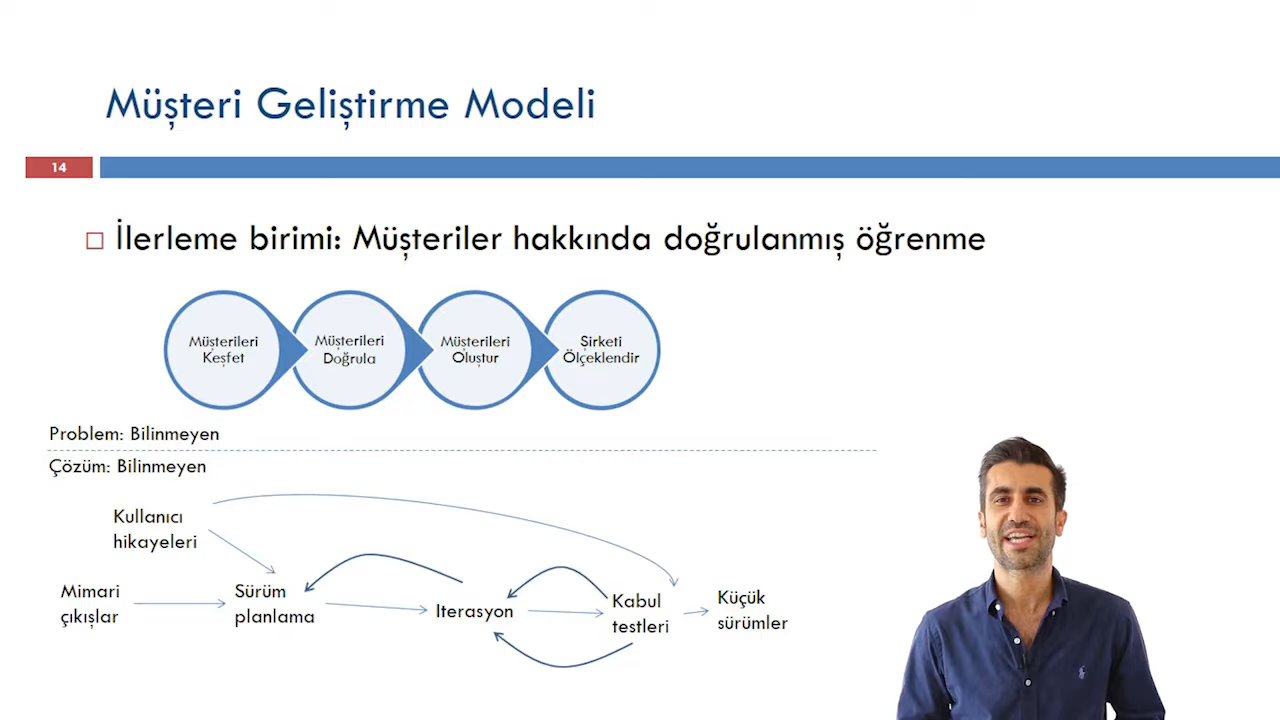 Müşteri Geliştirme Modeli
14
İlerleme birimi: Müşteriler hakkında doğrulanmış öğrenme
Müşterileri
Keşfet
Müşterileri
Doğrula
Müşterileri
Oluştur
Şirketi
Ölçeklendir
Problem: Bilinmeyen
Çözüm: Bilinmeyen
Kullanıcı
hikayeleri
Mimari
çıkışlar
Sürüm
planlama
Iterasyon
Kabul
testleri
Küçük
sürümler